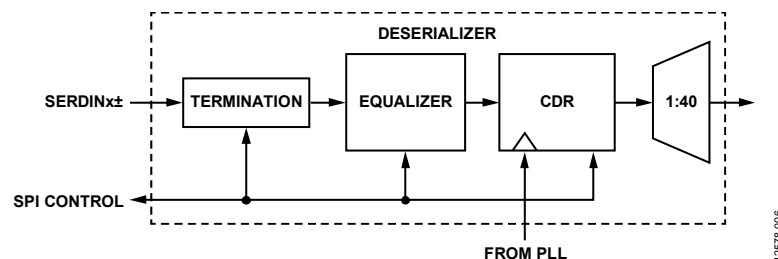 DESERIALIZER
SERDINx±
TERMINATION
EQUALIZER
CDR
1:40
SPI CONTROL
FROM PLL